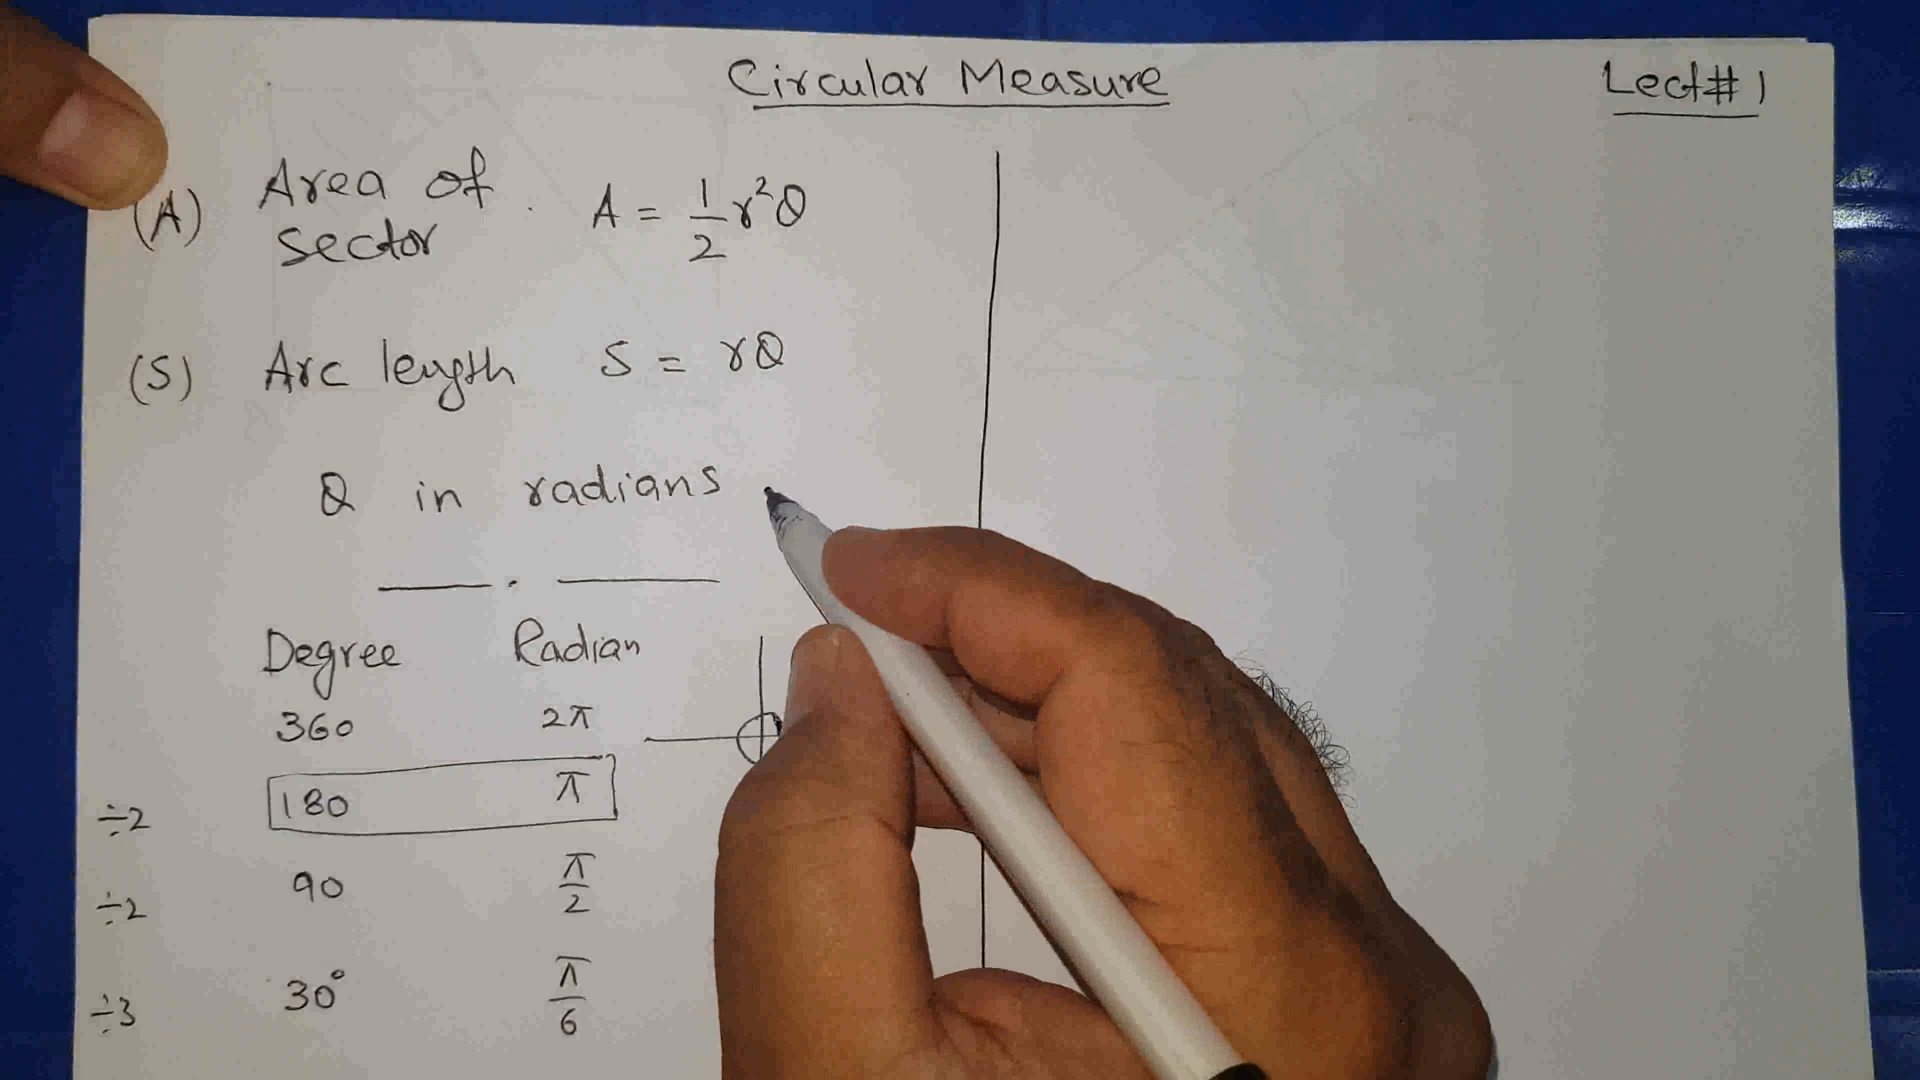 Circular Measure
Lect# 1
(A) Area of sector A = 1/2 r²θ
(S) Arc length S = rθ
θ in radians
Degree Radian
360 2π
÷2 180 π
÷2 90 π/2
÷3 30° π/6